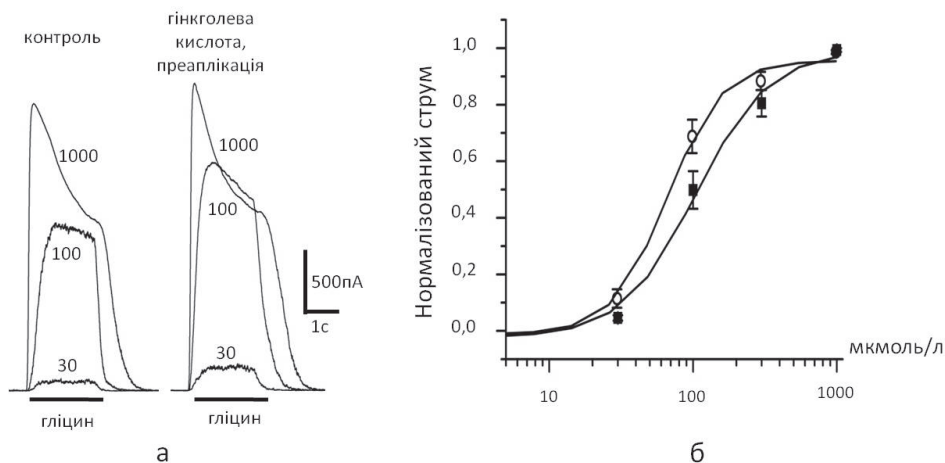 контроль
гінкголева
кислота,
преаплікація
1000
100
30
гліцин
1000
100
30
гліцин
500пА
1с
а
Нормалізований струм
1,0
0,8
0,6
0,4
0,2
0,0
10
100
1000
мкмоль/л
б